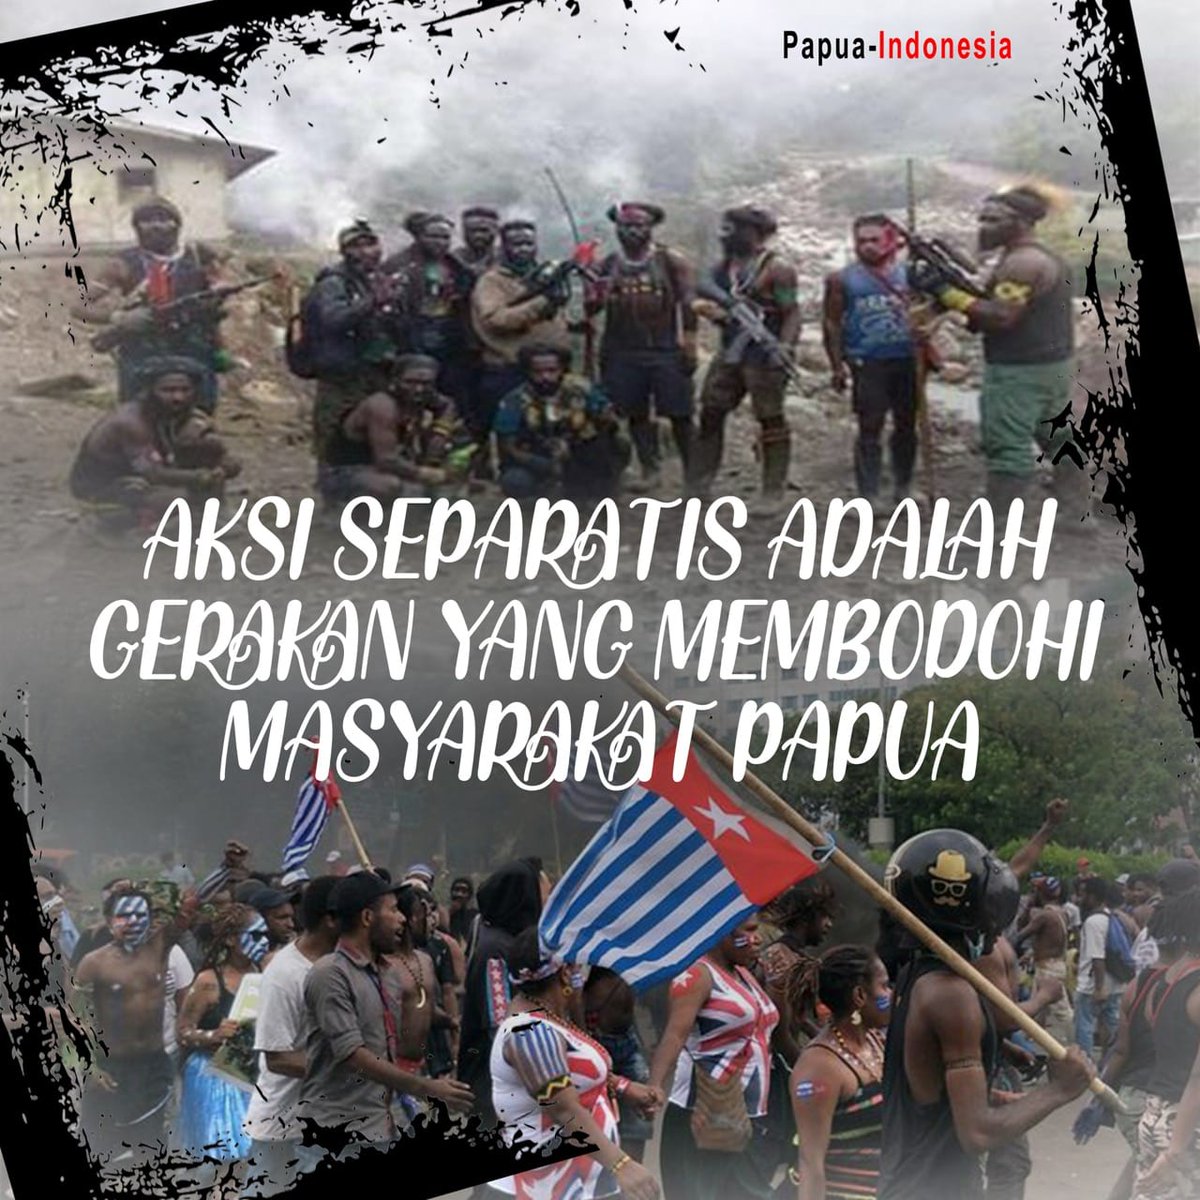 Papua-Indonesia
AKSI SEPARATIS ADALAH
GERAKAN YANG MEMBODOHI
MASYARAKAT PAPUA